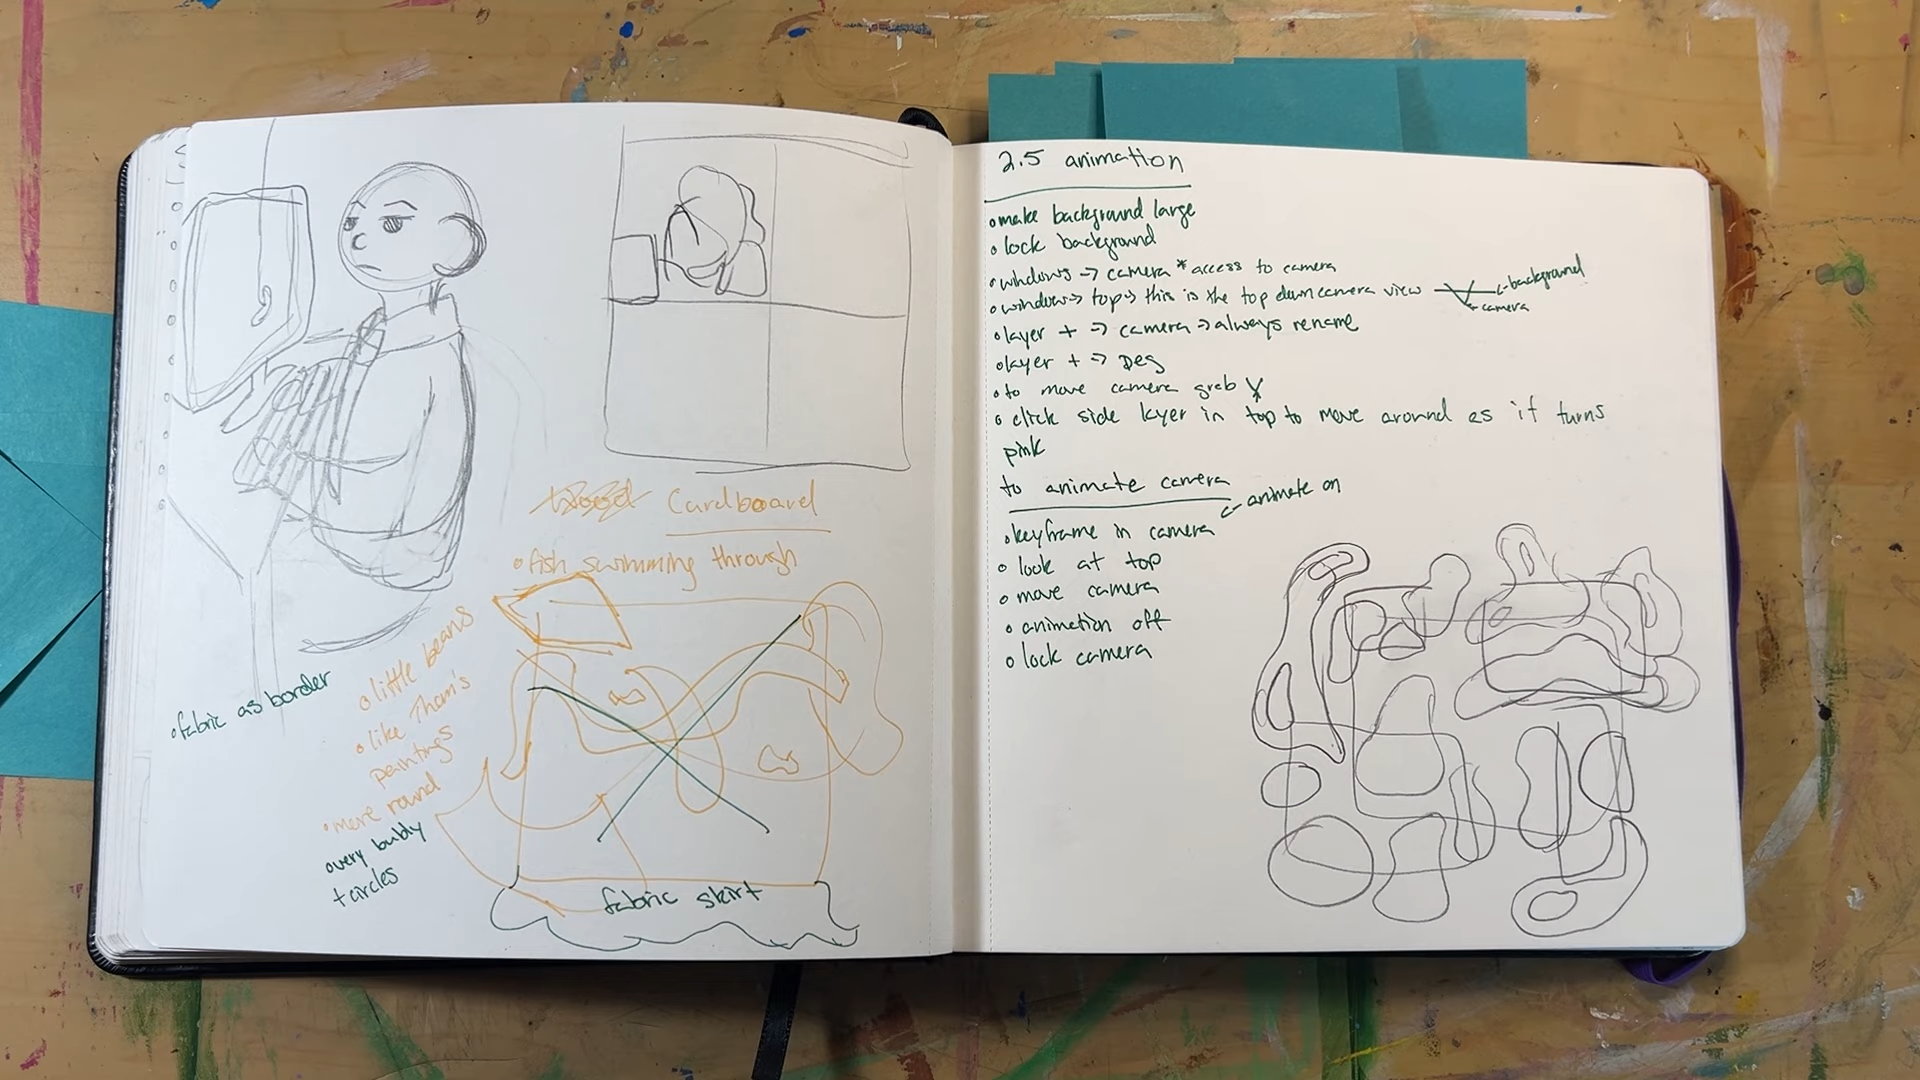 Cardboard
• fish swimming through
• little beans
• like Thom's
paintings
• more round
• very bubbly
+ circles
• fabric as border
fabric skirt
2.5 animation
• make background large
• lock background
• windows → camera * access to camera
• windows → top → this is the top down camera view ← background
← camera
• layer + => camera → always rename
• layer + => peg
• to move camera grab
• click side layer in top to move around as it turns
pink
to animate camera
← animate on
• keyframe in camera
• look at top
• move camera
• animation off
• lock camera